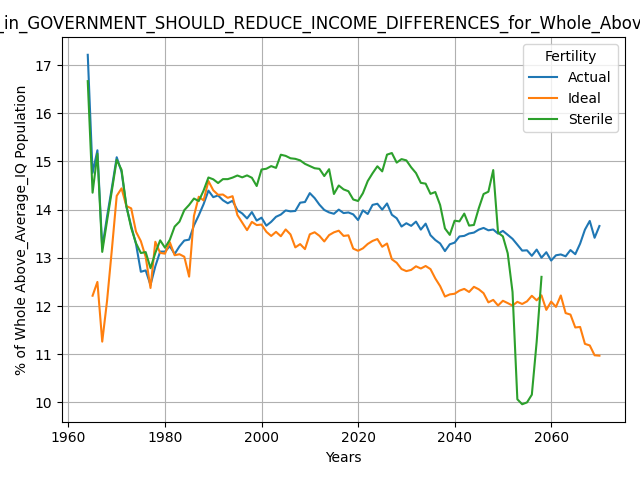 _in_GOVERNMENT_SHOULD_REDUCE_INCOME_DIFFERENCES_for_Whole_Abov
Fertility
Actual
Ideal
Sterile
% of Whole Above_Average_IQ Population
17
16
15
14
13
12
11
10
1960 1980 2000 2020 2040 2060
Years